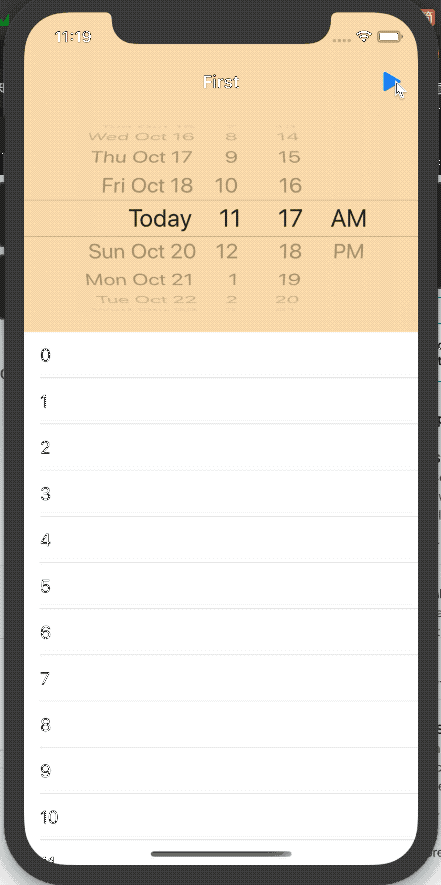 11:19
First
Wed Oct 16 8 14
Thu Oct 17 9 15
Fri Oct 18 10 16
Today 11 17 AM
Sun Oct 20 12 18 PM
Mon Oct 21 1 19
Tue Oct 22 2 20
0
1
2
3
4
5
6
7
8
9
10